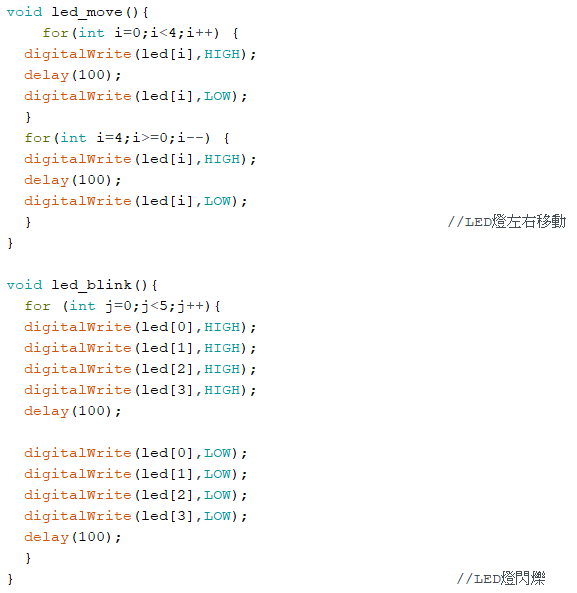 void led_move(){
    for(int i=0;i<4;i++) {
  digitalWrite(led[i],HIGH);
  delay(100);
  digitalWrite(led[i],LOW);
  }
  for(int i=4;i>=0;i--) {
  digitalWrite(led[i],HIGH);
  delay(100);
  digitalWrite(led[i],LOW);
  }                                              //LED燈左右移動
}

void led_blink(){
  for (int j=0;j<5;j++){
  digitalWrite(led[0],HIGH);
  digitalWrite(led[1],HIGH);
  digitalWrite(led[2],HIGH);
  digitalWrite(led[3],HIGH);
  delay(100);

  digitalWrite(led[0],LOW);
  digitalWrite(led[1],LOW);
  digitalWrite(led[2],LOW);
  digitalWrite(led[3],LOW);
  delay(100);
  }
}                                                 //LED燈閃爍